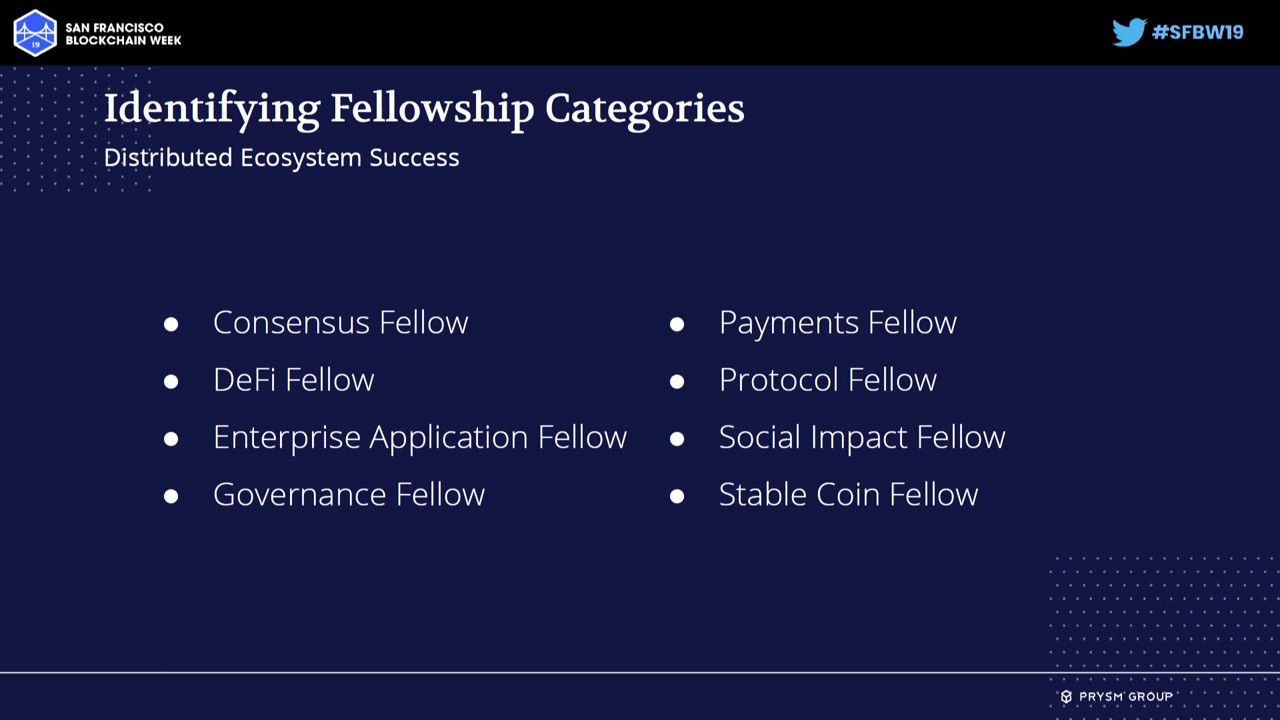 SAN FRANCISCO
BLOCKCHAIN WEEK
19
#SFBW19
Identifying Fellowship Categories
Distributed Ecosystem Success
● Consensus Fellow
● DeFi Fellow
● Enterprise Application Fellow
● Governance Fellow
● Payments Fellow
● Protocol Fellow
● Social Impact Fellow
● Stable Coin Fellow
PRYSM GROUP